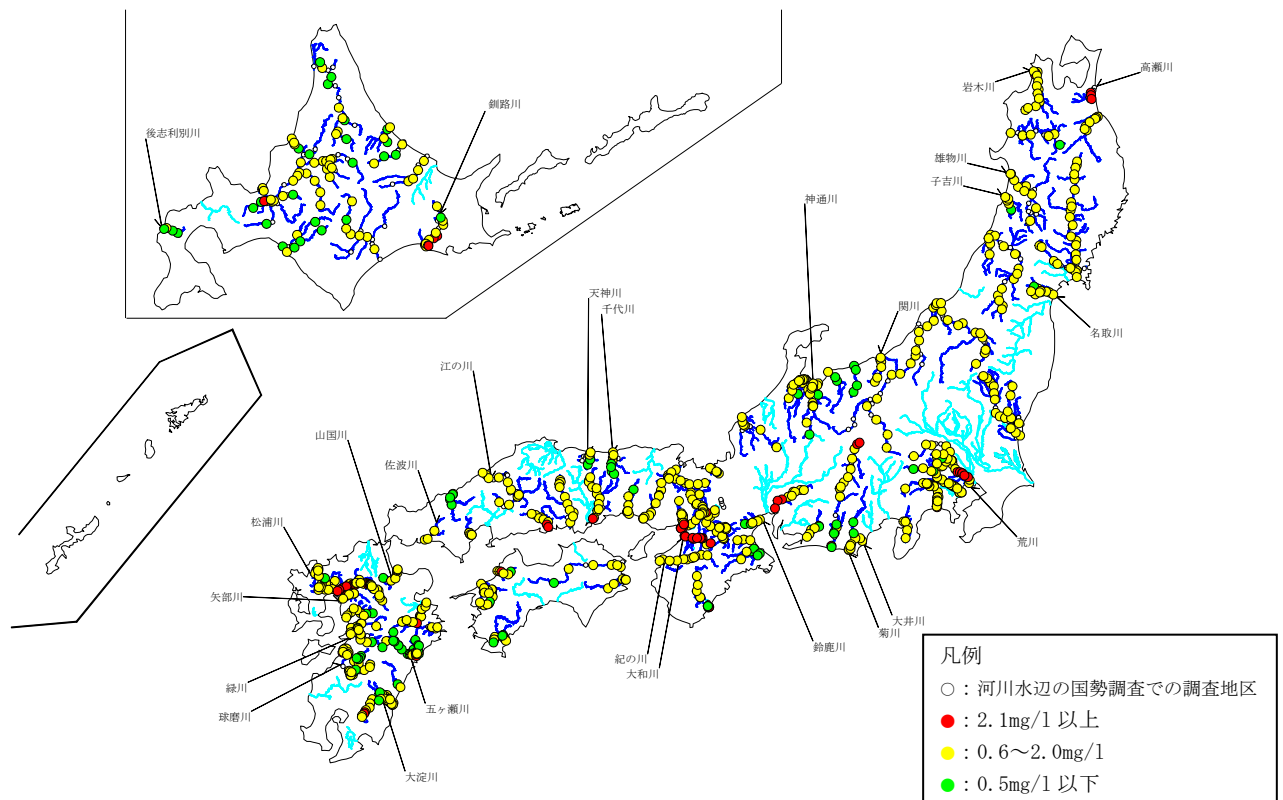 高瀬川
岩木川
釧路川
後志利別川
雄物川
子吉川
神通川
天神川
千代川
関川
名取川
江の川
山国川
佐波川
松浦川
荒川
矢部川
大井川
菊川
鈴鹿川
紀の川
大和川
緑川
球磨川
五ヶ瀬川
大淀川
凡例
○：河川水辺の国勢調査での調査地区
●：2.1mg/l 以上
●：0.6～2.0mg/l
●：0.5mg/l 以下